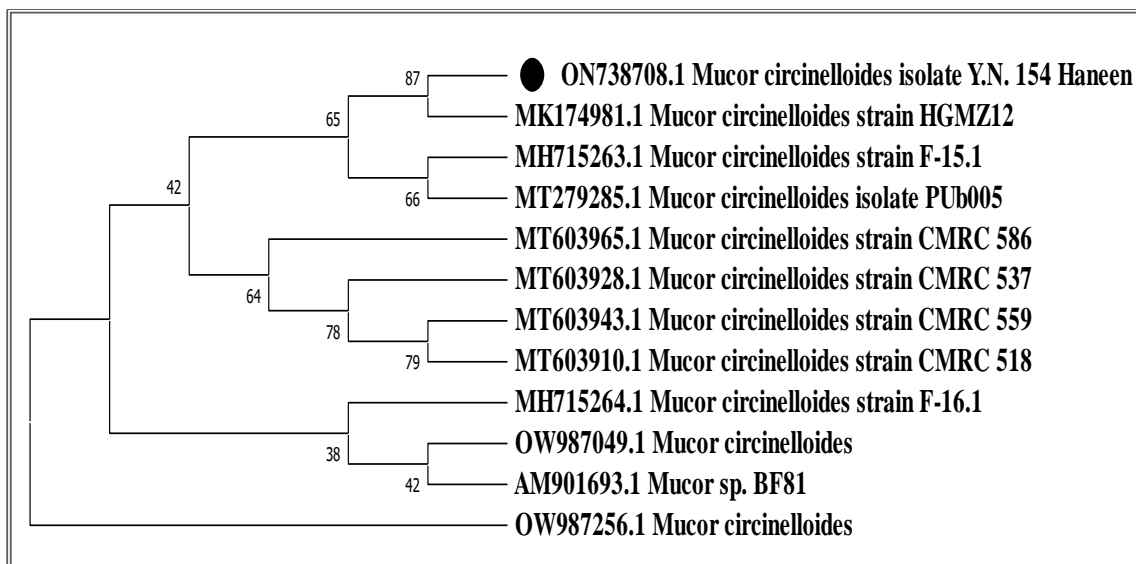 87
ON738708.1 Mucor circinelloides isolate Y.N. 154 Haneen
MK174981.1 Mucor circinelloides strain HGMZ12
65
MH715263.1 Mucor circinelloides strain F-15.1
42
66
MT279285.1 Mucor circinelloides isolate PUb005
MT603965.1 Mucor circinelloides strain CMRC 586
64
MT603928.1 Mucor circinelloides strain CMRC 537
78
MT603943.1 Mucor circinelloides strain CMRC 559
79
MT603910.1 Mucor circinelloides strain CMRC 518
MH715264.1 Mucor circinelloides strain F-16.1
38
OW987049.1 Mucor circinelloides
42
AM901693.1 Mucor sp. BF81
OW987256.1 Mucor circinelloides